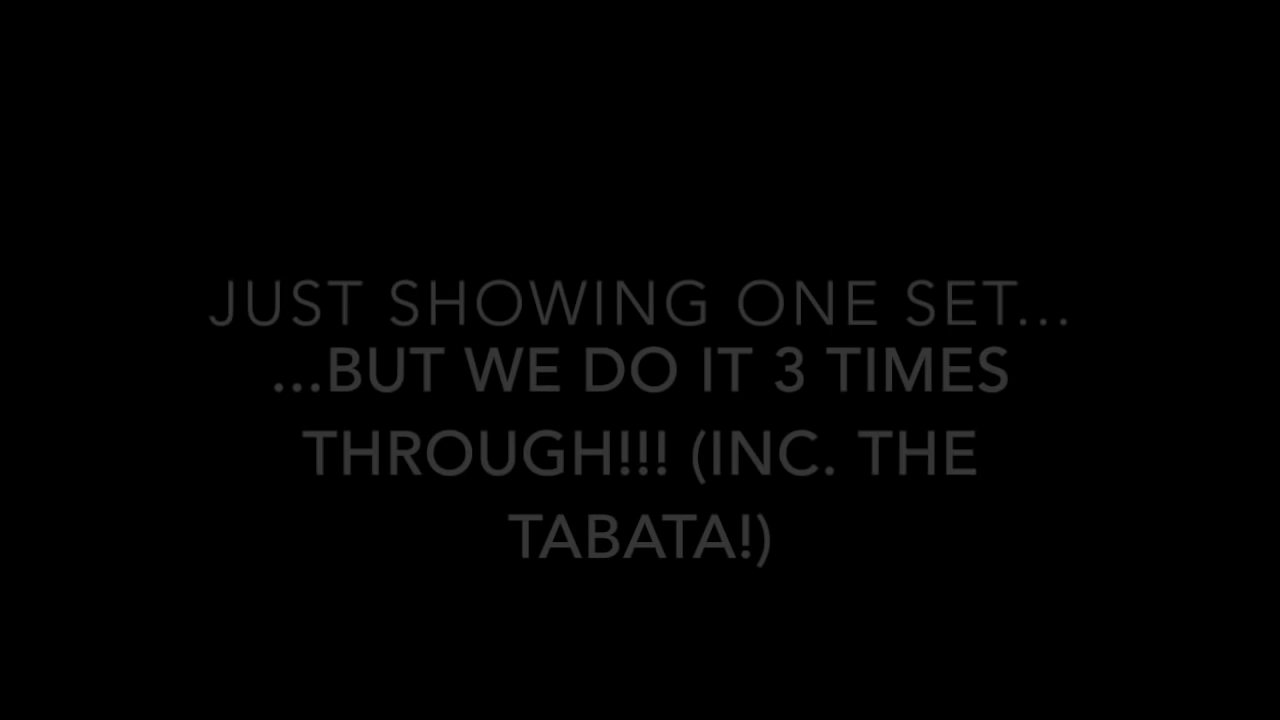 JUST SHOWING ONE SET...
...BUT WE DO IT 3 TIMES
THROUGH!!! (INC. THE
TABATA!)